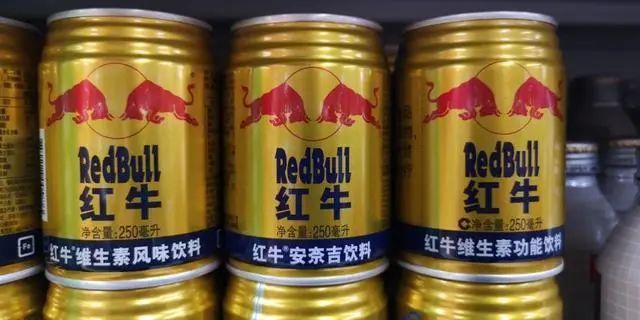 RedBull
红牛
净含量:250毫升
红牛®维生素风味饮料
RedBull
红牛
净含量:250毫升
红牛®安奈吉饮料
RedBull
红牛
净含量:250毫升
红牛维生素功能饮料
Fe